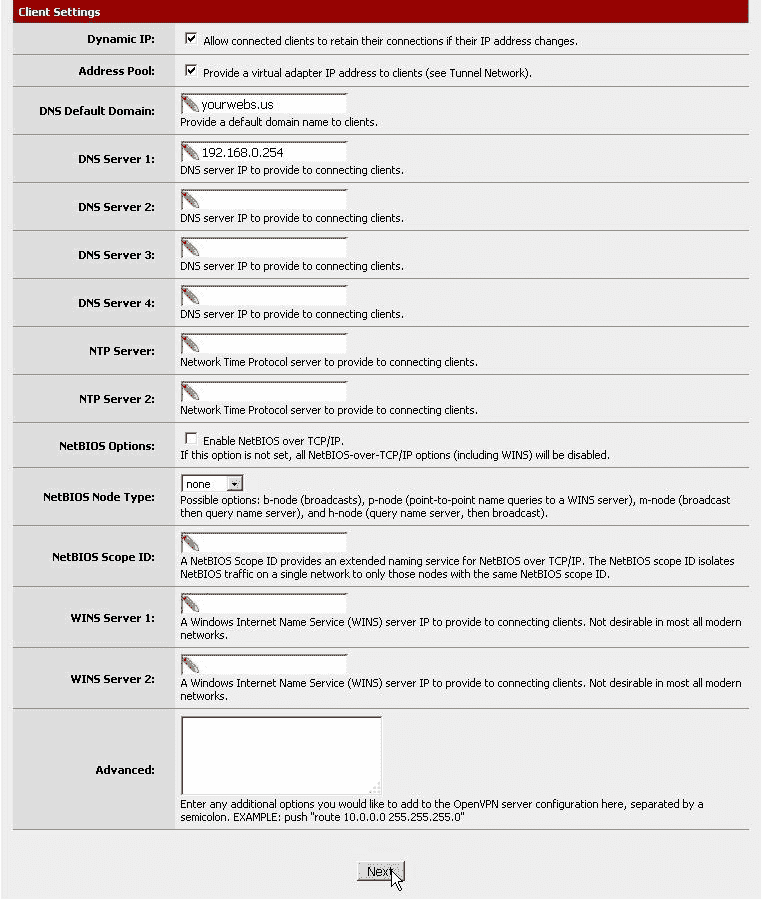 Client Settings
Dynamic IP:
Allow connected clients to retain their connections if their IP address changes.
Address Pool:
Provide a virtual adapter IP address to clients (see Tunnel Network).
DNS Default Domain:
yourwebs.us
Provide a default domain name to clients.
DNS Server 1:
192.168.0.254
DNS server IP to provide to connecting clients.
DNS Server 2:
DNS server IP to provide to connecting clients.
DNS Server 3:
DNS server IP to provide to connecting clients.
DNS Server 4:
DNS server IP to provide to connecting clients.
NTP Server:
Network Time Protocol server to provide to connecting clients.
NTP Server 2:
Network Time Protocol server to provide to connecting clients.
NetBIOS Options:
Enable NetBIOS over TCP/IP.
If this option is not set, all NetBIOS-over-TCP/IP options (including WINS) will be disabled.
NetBIOS Node Type:
none
Possible options: b-node (broadcasts), p-node (point-to-point name queries to a WINS server), m-node (broadcast
then query name server), and h-node (query name server, then broadcast).
NetBIOS Scope ID:
A NetBIOS Scope ID provides an extended naming service for NetBIOS over TCP/IP. The NetBIOS scope ID isolates
NetBIOS traffic on a single network to only those nodes with the same NetBIOS scope ID.
WINS Server 1:
A Windows Internet Name Service (WINS) server IP to provide to connecting clients. Not desirable in most all modern
networks.
WINS Server 2:
A Windows Internet Name Service (WINS) server IP to provide to connecting clients. Not desirable in most all modern
networks.
Advanced:
Enter any additional options you would like to add to the OpenVPN server configuration here, separated by a
semicolon. EXAMPLE: push "route 10.0.0.0 255.255.255.0"
Next